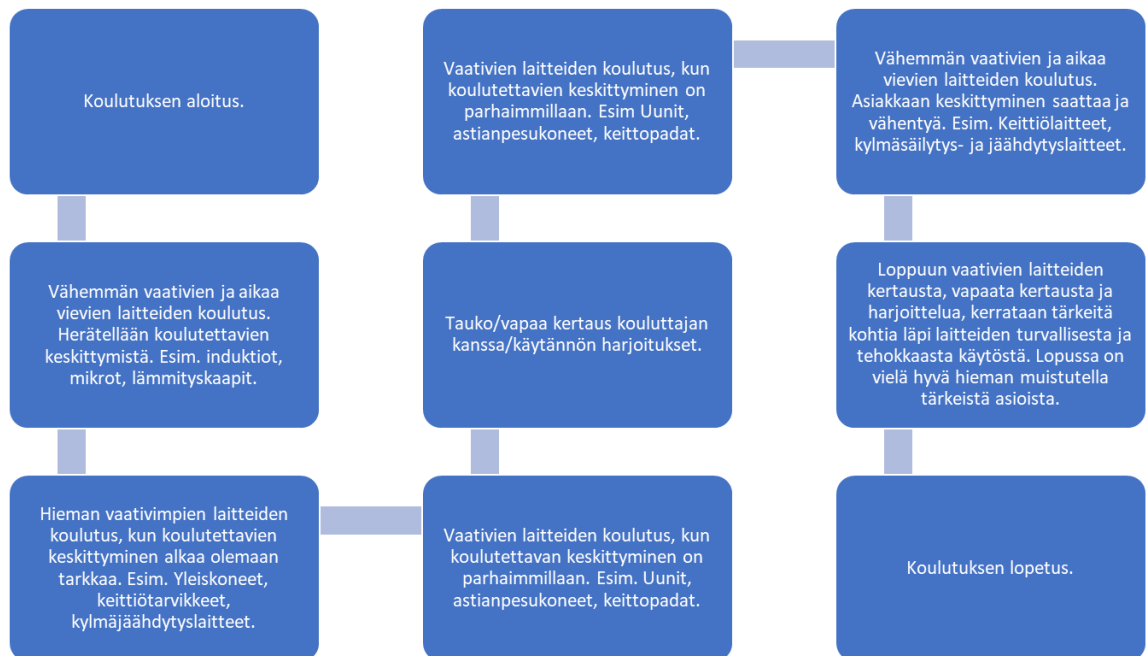 Koulutuksen aloitus.
Vähemmän vaativien ja aikaa
vievien laitteiden koulutus.
Herätellään koulutettavien
keskittymistä. Esim. induktiot,
mikrot, lämmityskaapit.
Hieman vaativimpien laitteiden
koulutus, kun koulutettavien
keskittyminen alkaa olemaan
tarkkaa. Esim. Yleiskoneet,
keittiötarvikkeet,
kylmäjäähdytyslaitteet.
Vaativien laitteiden koulutus, kun
koulutettavan keskittyminen on
parhaimmillaan. Esim. Uunit,
astianpesukoneet, keittopadat.
Tauko/vapaa kertaus kouluttajan
kanssa/käytännön harjoitukset.
Vaativien laitteiden koulutus, kun
koulutettavien keskittyminen on
parhaimmillaan. Esim Uunit,
astianpesukoneet, keittopadat.
Vähemmän vaativien ja aikaa
vievien laitteiden koulutus.
Asiakkaan keskittyminen saattaa ja
vähentyä. Esim. Keittiölaitteet,
kylmäsäilytys- ja jäähdytyslaitteet.
Loppuun vaativien laitteiden
kertausta, vapaata kertausta ja
harjoittelua, kerrataan tärkeitä
kohtia läpi laitteiden turvallisesta ja
tehokkaasta käytöstä. Lopussa on
vielä hyvä hieman muistutella
tärkeistä asioista.
Koulutuksen lopetus.